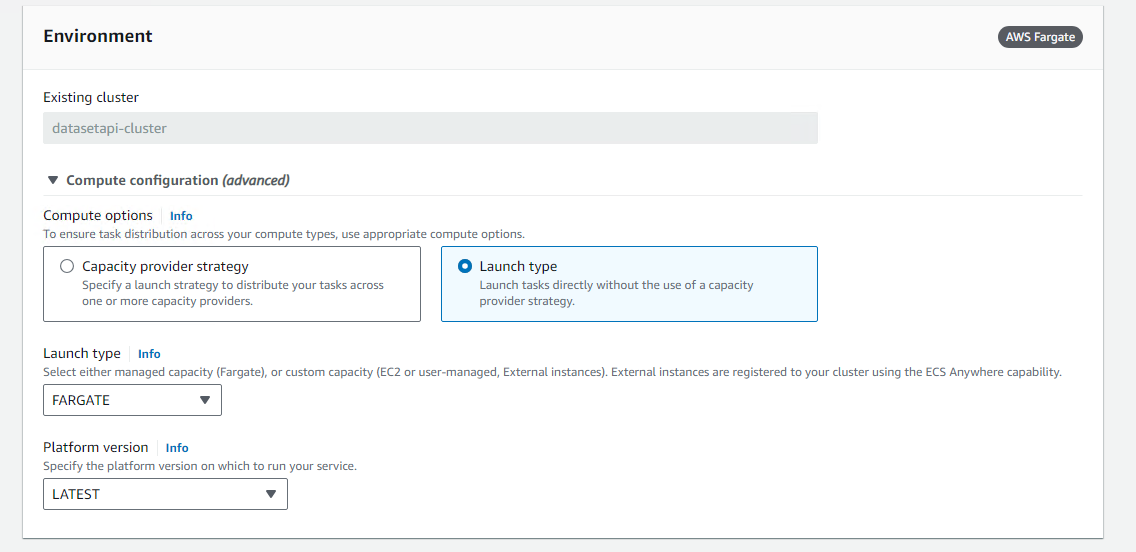 Environment
AWS Fargate
Existing cluster
datasetapi-cluster
Compute configuration (advanced)
Compute options Info
To ensure task distribution across your compute types, use appropriate compute options.
Capacity provider strategy
Specify a launch strategy to distribute your tasks across
one or more capacity providers.
Launch type
Launch tasks directly without the use of a capacity
provider strategy.
Launch type Info
Select either managed capacity (Fargate), or custom capacity (EC2 or user-managed, External instances). External instances are registered to your cluster using the ECS Anywhere capability.
FARGATE
Platform version Info
Specify the platform version on which to run your service.
LATEST